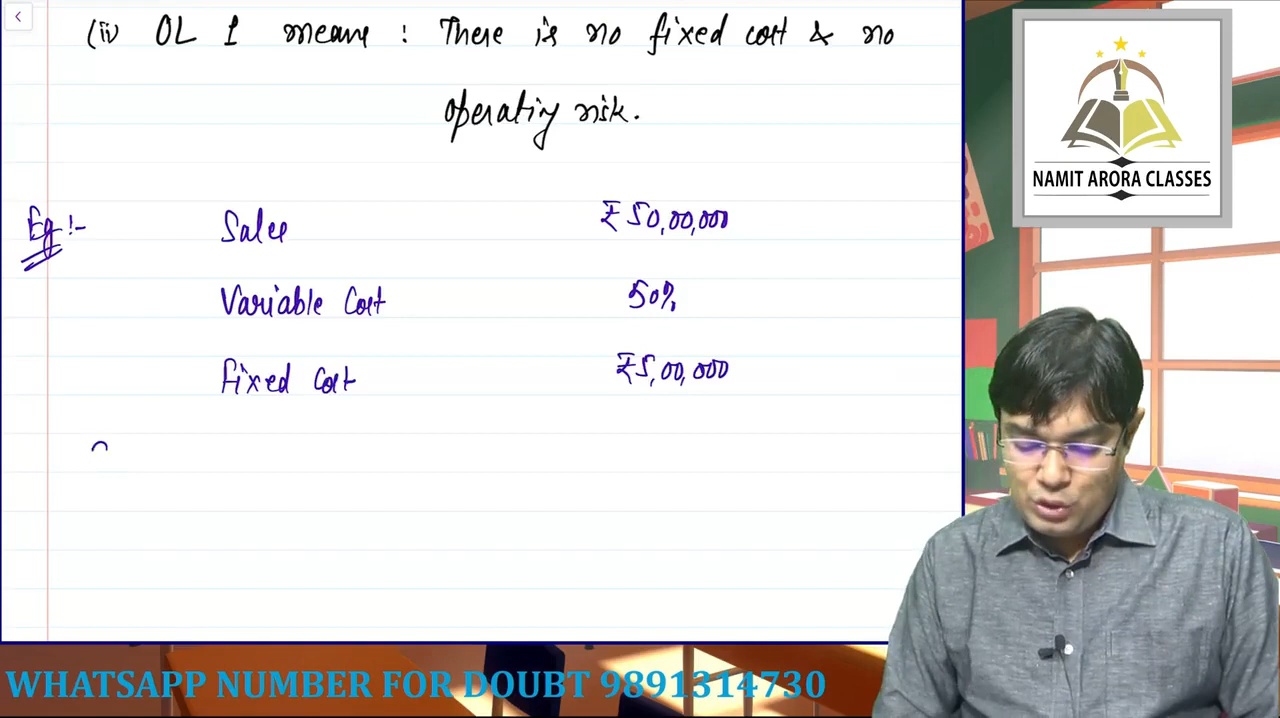 (ii) OL 1 means : There is no fixed cost & no
operating risk.
Eg:- Sales ₹50,00,000
Variable Cost 50%
Fixed Cost ₹5,00,000
NAMIT ARORA CLASSES
WHATSAPP NUMBER FOR DOUBT 9891314730